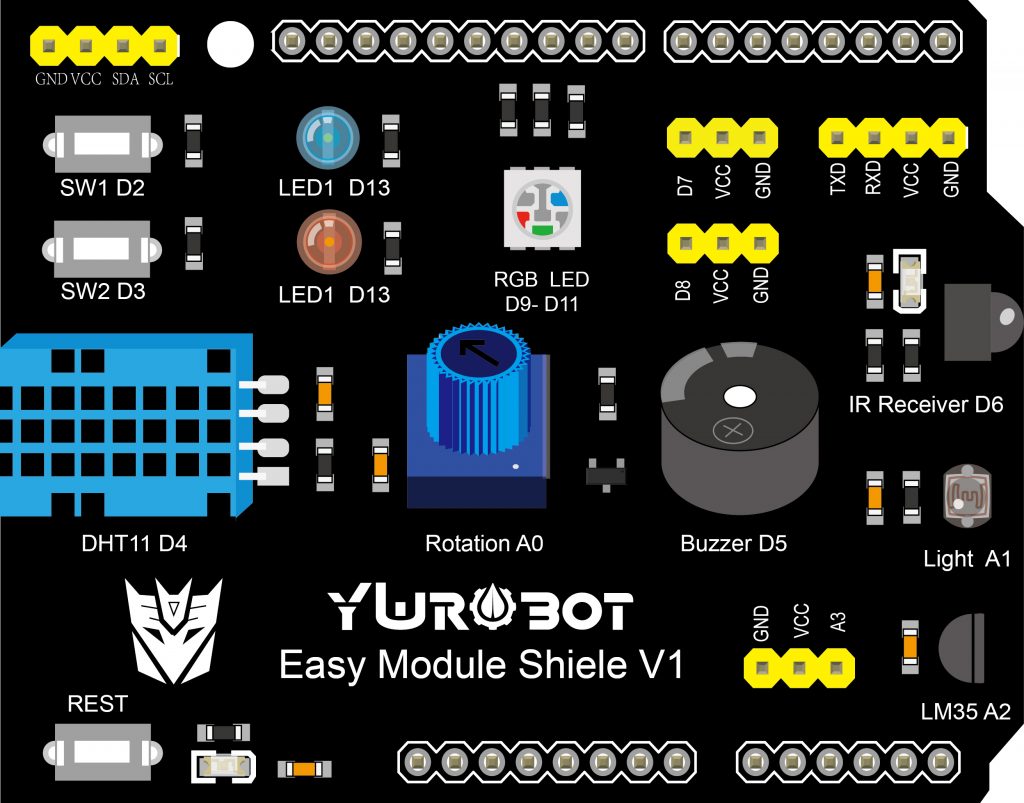 GND VCC SDA SCL
SW1 D2
LED1 D13
D7
VCC
GND
TXD
RXD
VCC
GND
SW2 D3
LED1 D13
RGB LED
D9- D11
D8
VCC
GND
IR Receiver D6
DHT11 D4
Rotation A0
Buzzer D5
Light A1
YWROBOT
Easy Module Shiele V1
GND
VCC
A3
REST
LM35 A2